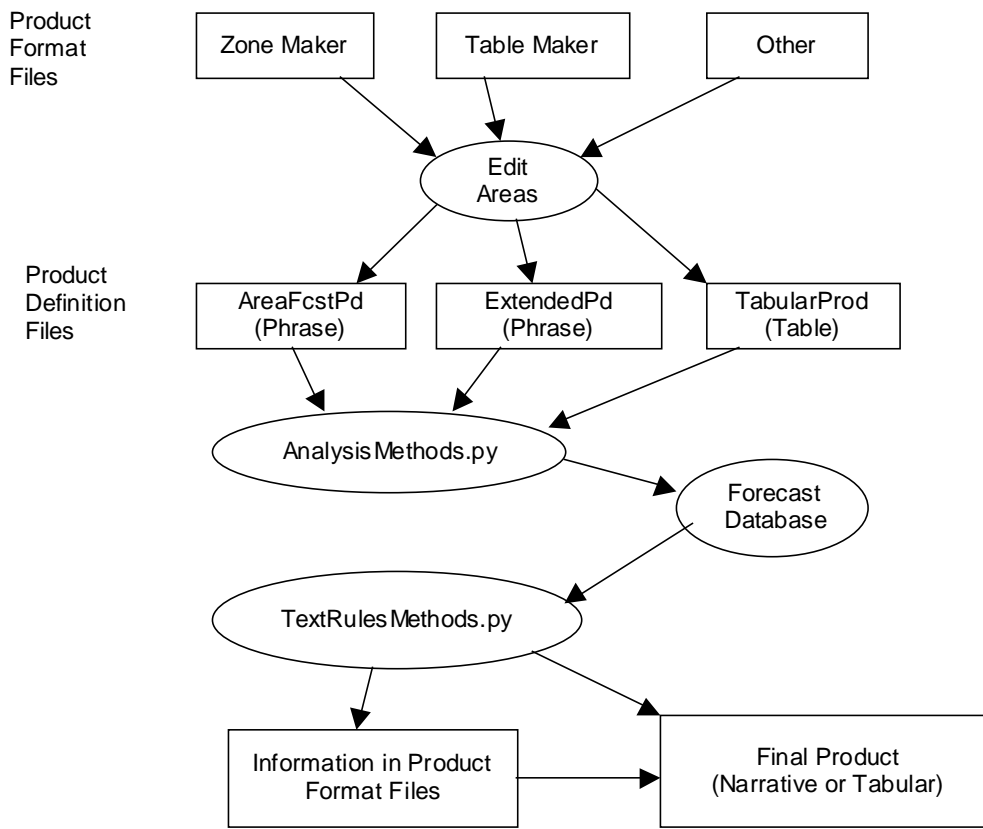 Product
Format
Files
Zone Maker
Table Maker
Other
Edit
Areas
Product
Definition
Files
AreaFcstPd
(Phrase)
ExtendedPd
(Phrase)
TabularProd
(Table)
AnalysisMethods.py
Forecast
Database
TextRulesMethods.py
Information in Product
Format Files
Final Product
(Narrative or Tabular)